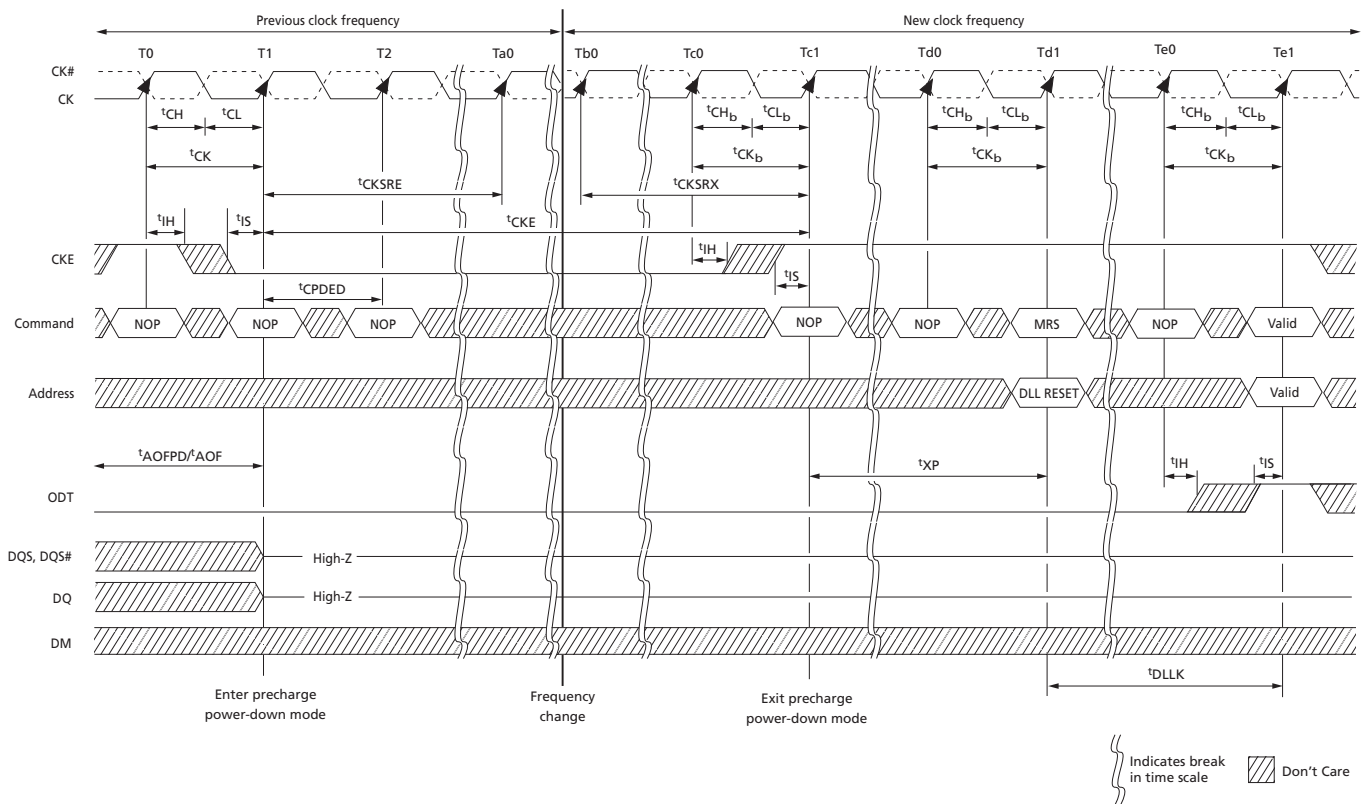 Previous clock frequency New clock frequency
T0 T1 T2 Ta0 Tb0 Tc0 Tc1 Td0 Td1 Te0 Te1
CK#
CK
tCH tCL tCHb tCLb tCHb tCLb tCHb tCLb
tCK tCKb tCKb tCKb
tCKSRE tCKSRX
tIH tIS tCKE
CKE tIH
tIS
tCPDED
Command NOP NOP NOP NOP NOP MRS NOP Valid
Address DLL RESET Valid
tAOFPD/tAOF tXP tIH tIS
ODT
DQS, DQS# High-Z
DQ High-Z
DM
tDLLK
Enter precharge
power-down mode
Frequency
change
Exit precharge
power-down mode
Indicates break
in time scale
Don't Care